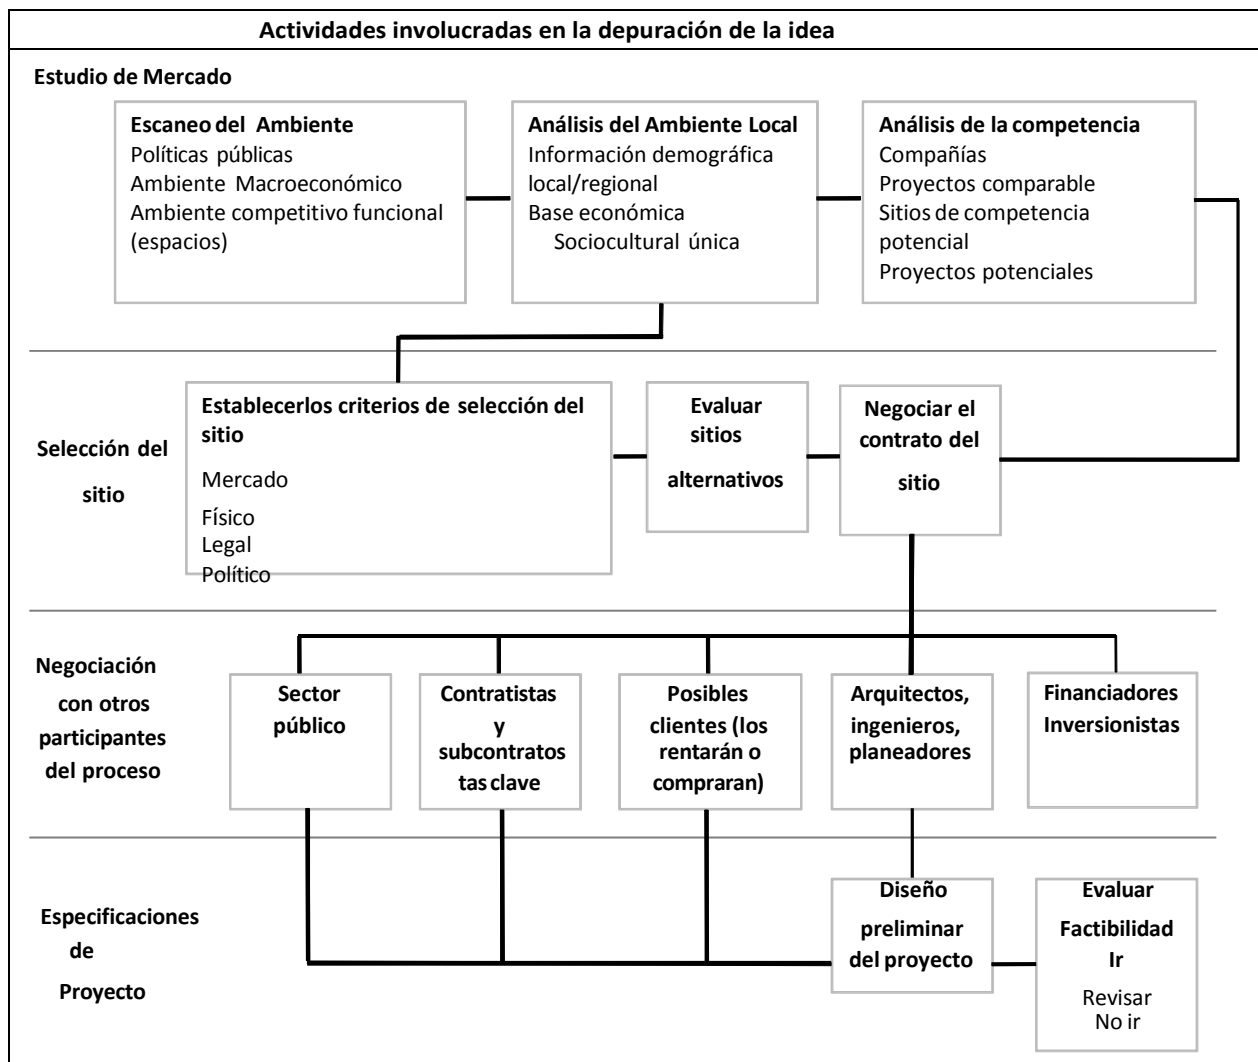 Actividades involucradas en la depuración de la idea
Estudio de Mercado
Escaneo del Ambiente
Políticas públicas
Ambiente Macroeconómico
Ambiente competitivo funcional
(espacios)
Análisis del Ambiente Local
Información demográfica
local/regional
Base económica
Sociocultural única
Análisis de la competencia
Compañías
Proyectos comparable
Sitios de competencia
potencial
Proyectos potenciales
Selección del
sitio
Establecerlos criterios de selección del
sitio
Mercado
Físico
Legal
Político
Evaluar
sitios
alternativos
Negociar el
contrato del
sitio
Negociación
con otros
participantes
del proceso
Sector
público
Contratistas
y
subcontratos
tas clave
Posibles
clientes (los
rentarán o
compraran)
Arquitectos,
ingenieros,
planeadores
Financiadores
Inversionistas
Especificaciones
de
Proyecto
Diseño
preliminar
del proyecto
Evaluar
Factibilidad
Ir
Revisar
No ir